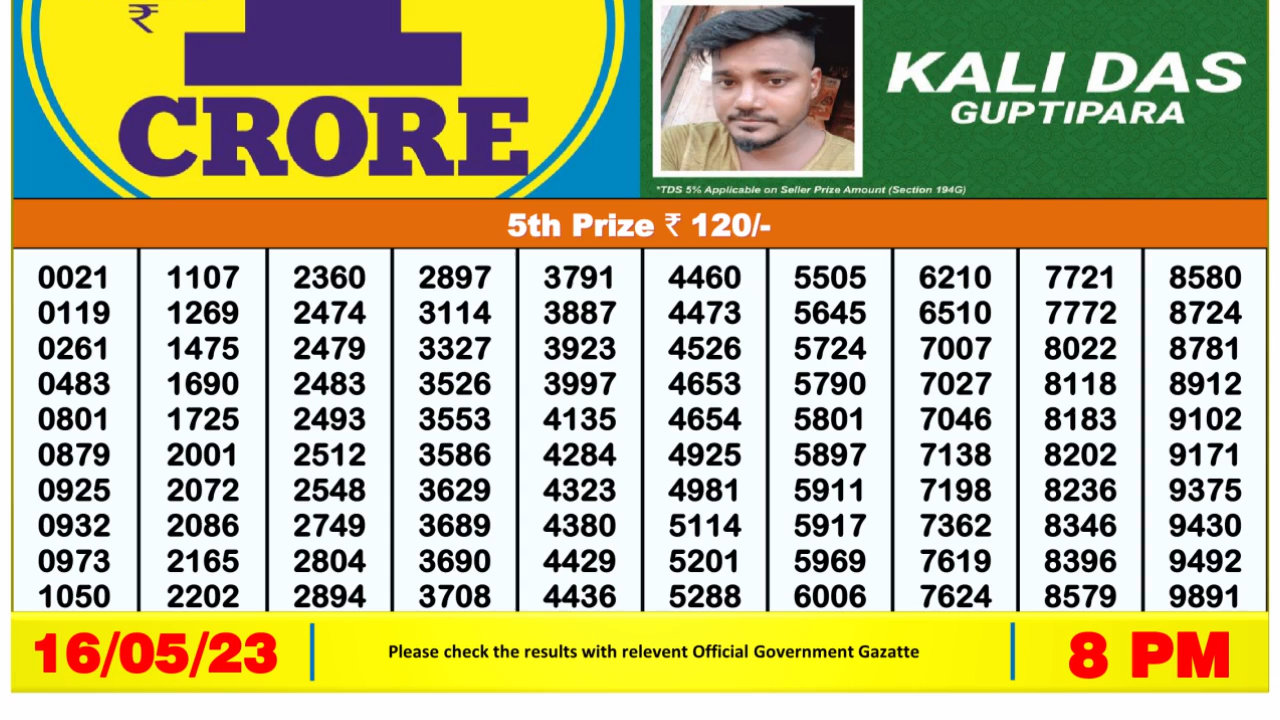 ₹ 1
CRORE
KALI DAS
GUPTIPARA
*TDS 5% Applicable on Seller Prize Amount (Section 194G)
5th Prize ₹ 120/-
0021 1107 2360 2897 3791 4460 5505 6210 7721 8580
0119 1269 2474 3114 3887 4473 5645 6510 7772 8724
0261 1475 2479 3327 3923 4526 5724 7007 8022 8781
0483 1690 2483 3526 3997 4653 5790 7027 8118 8912
0801 1725 2493 3553 4135 4654 5801 7046 8183 9102
0879 2001 2512 3586 4284 4925 5897 7138 8202 9171
0925 2072 2548 3629 4323 4981 5911 7198 8236 9375
0932 2086 2749 3689 4380 5114 5917 7362 8346 9430
0973 2165 2804 3690 4429 5201 5969 7619 8396 9492
1050 2202 2894 3708 4436 5288 6006 7624 8579 9891
16/05/23 Please check the results with relevent Official Government Gazatte 8 PM